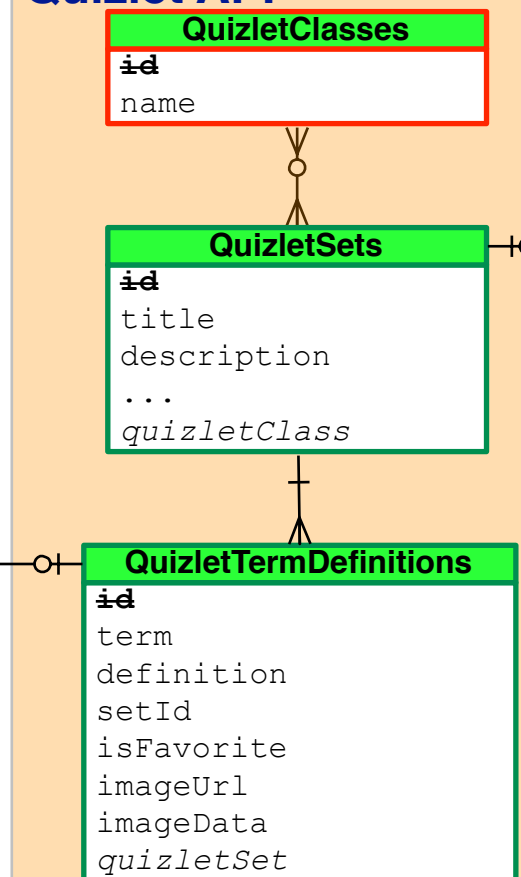 QuizletClasses
id
name
QuizletSets
id
title
description
...
quizletClass
QuizletTermDefinitions
id
term
definition
setId
isFavorite
imageUrl
imageData
quizletSet